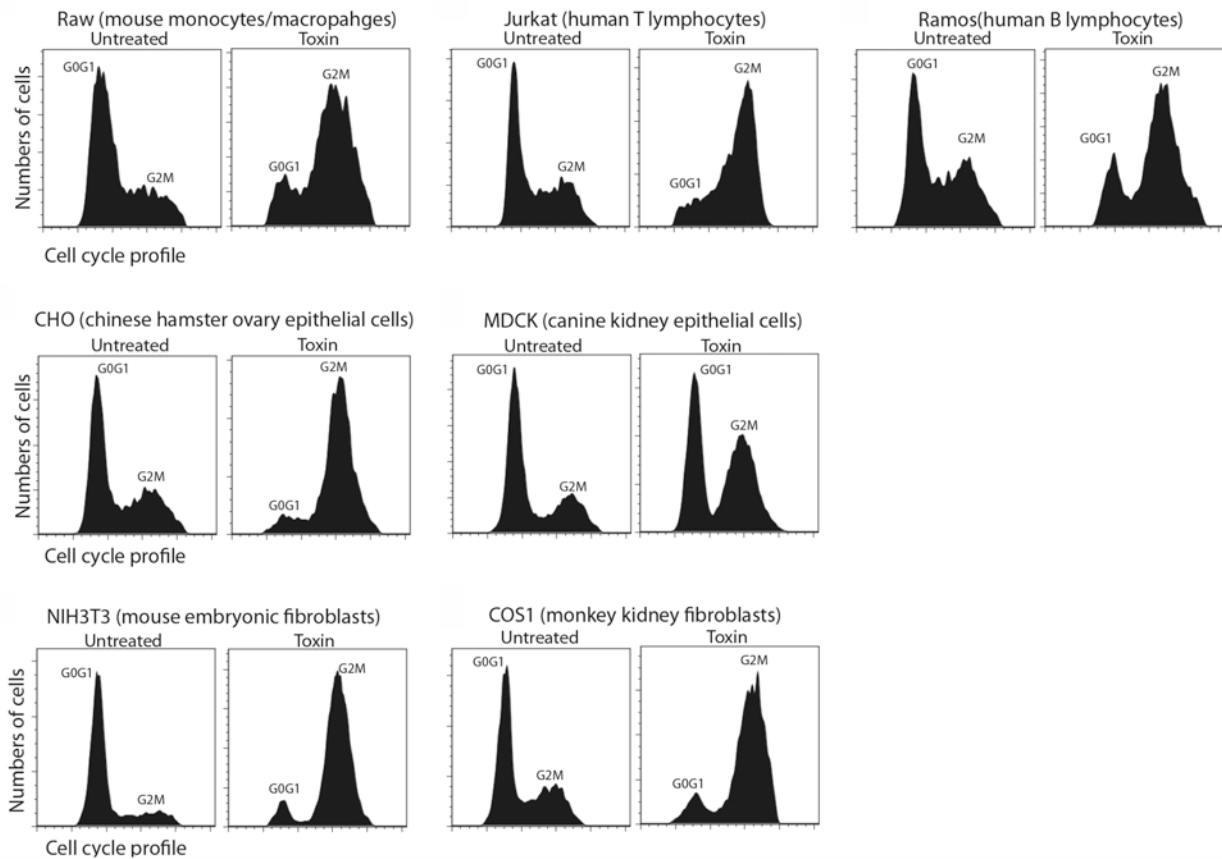 Raw (mouse monocytes/macropahges)
Untreated
Toxin
G0G1
G2M
G0G1
G2M
Numbers of cells
Cell cycle profile
Jurkat (human T lymphocytes)
Untreated
Toxin
G0G1
G2M
G0G1
G2M
Ramos(human B lymphocytes)
Untreated
Toxin
G0G1
G2M
G0G1
G2M
CHO (chinese hamster ovary epithelial cells)
Untreated
Toxin
G0G1
G2M
G0G1
G2M
Numbers of cells
Cell cycle profile
MDCK (canine kidney epithelial cells)
Untreated
Toxin
G0G1
G2M
G0G1
G2M
NIH3T3 (mouse embryonic fibroblasts)
Untreated
Toxin
G0G1
G2M
G0G1
G2M
Numbers of cells
Cell cycle profile
COS1 (monkey kidney fibroblasts)
Untreated
Toxin
G0G1
G2M
G0G1
G2M